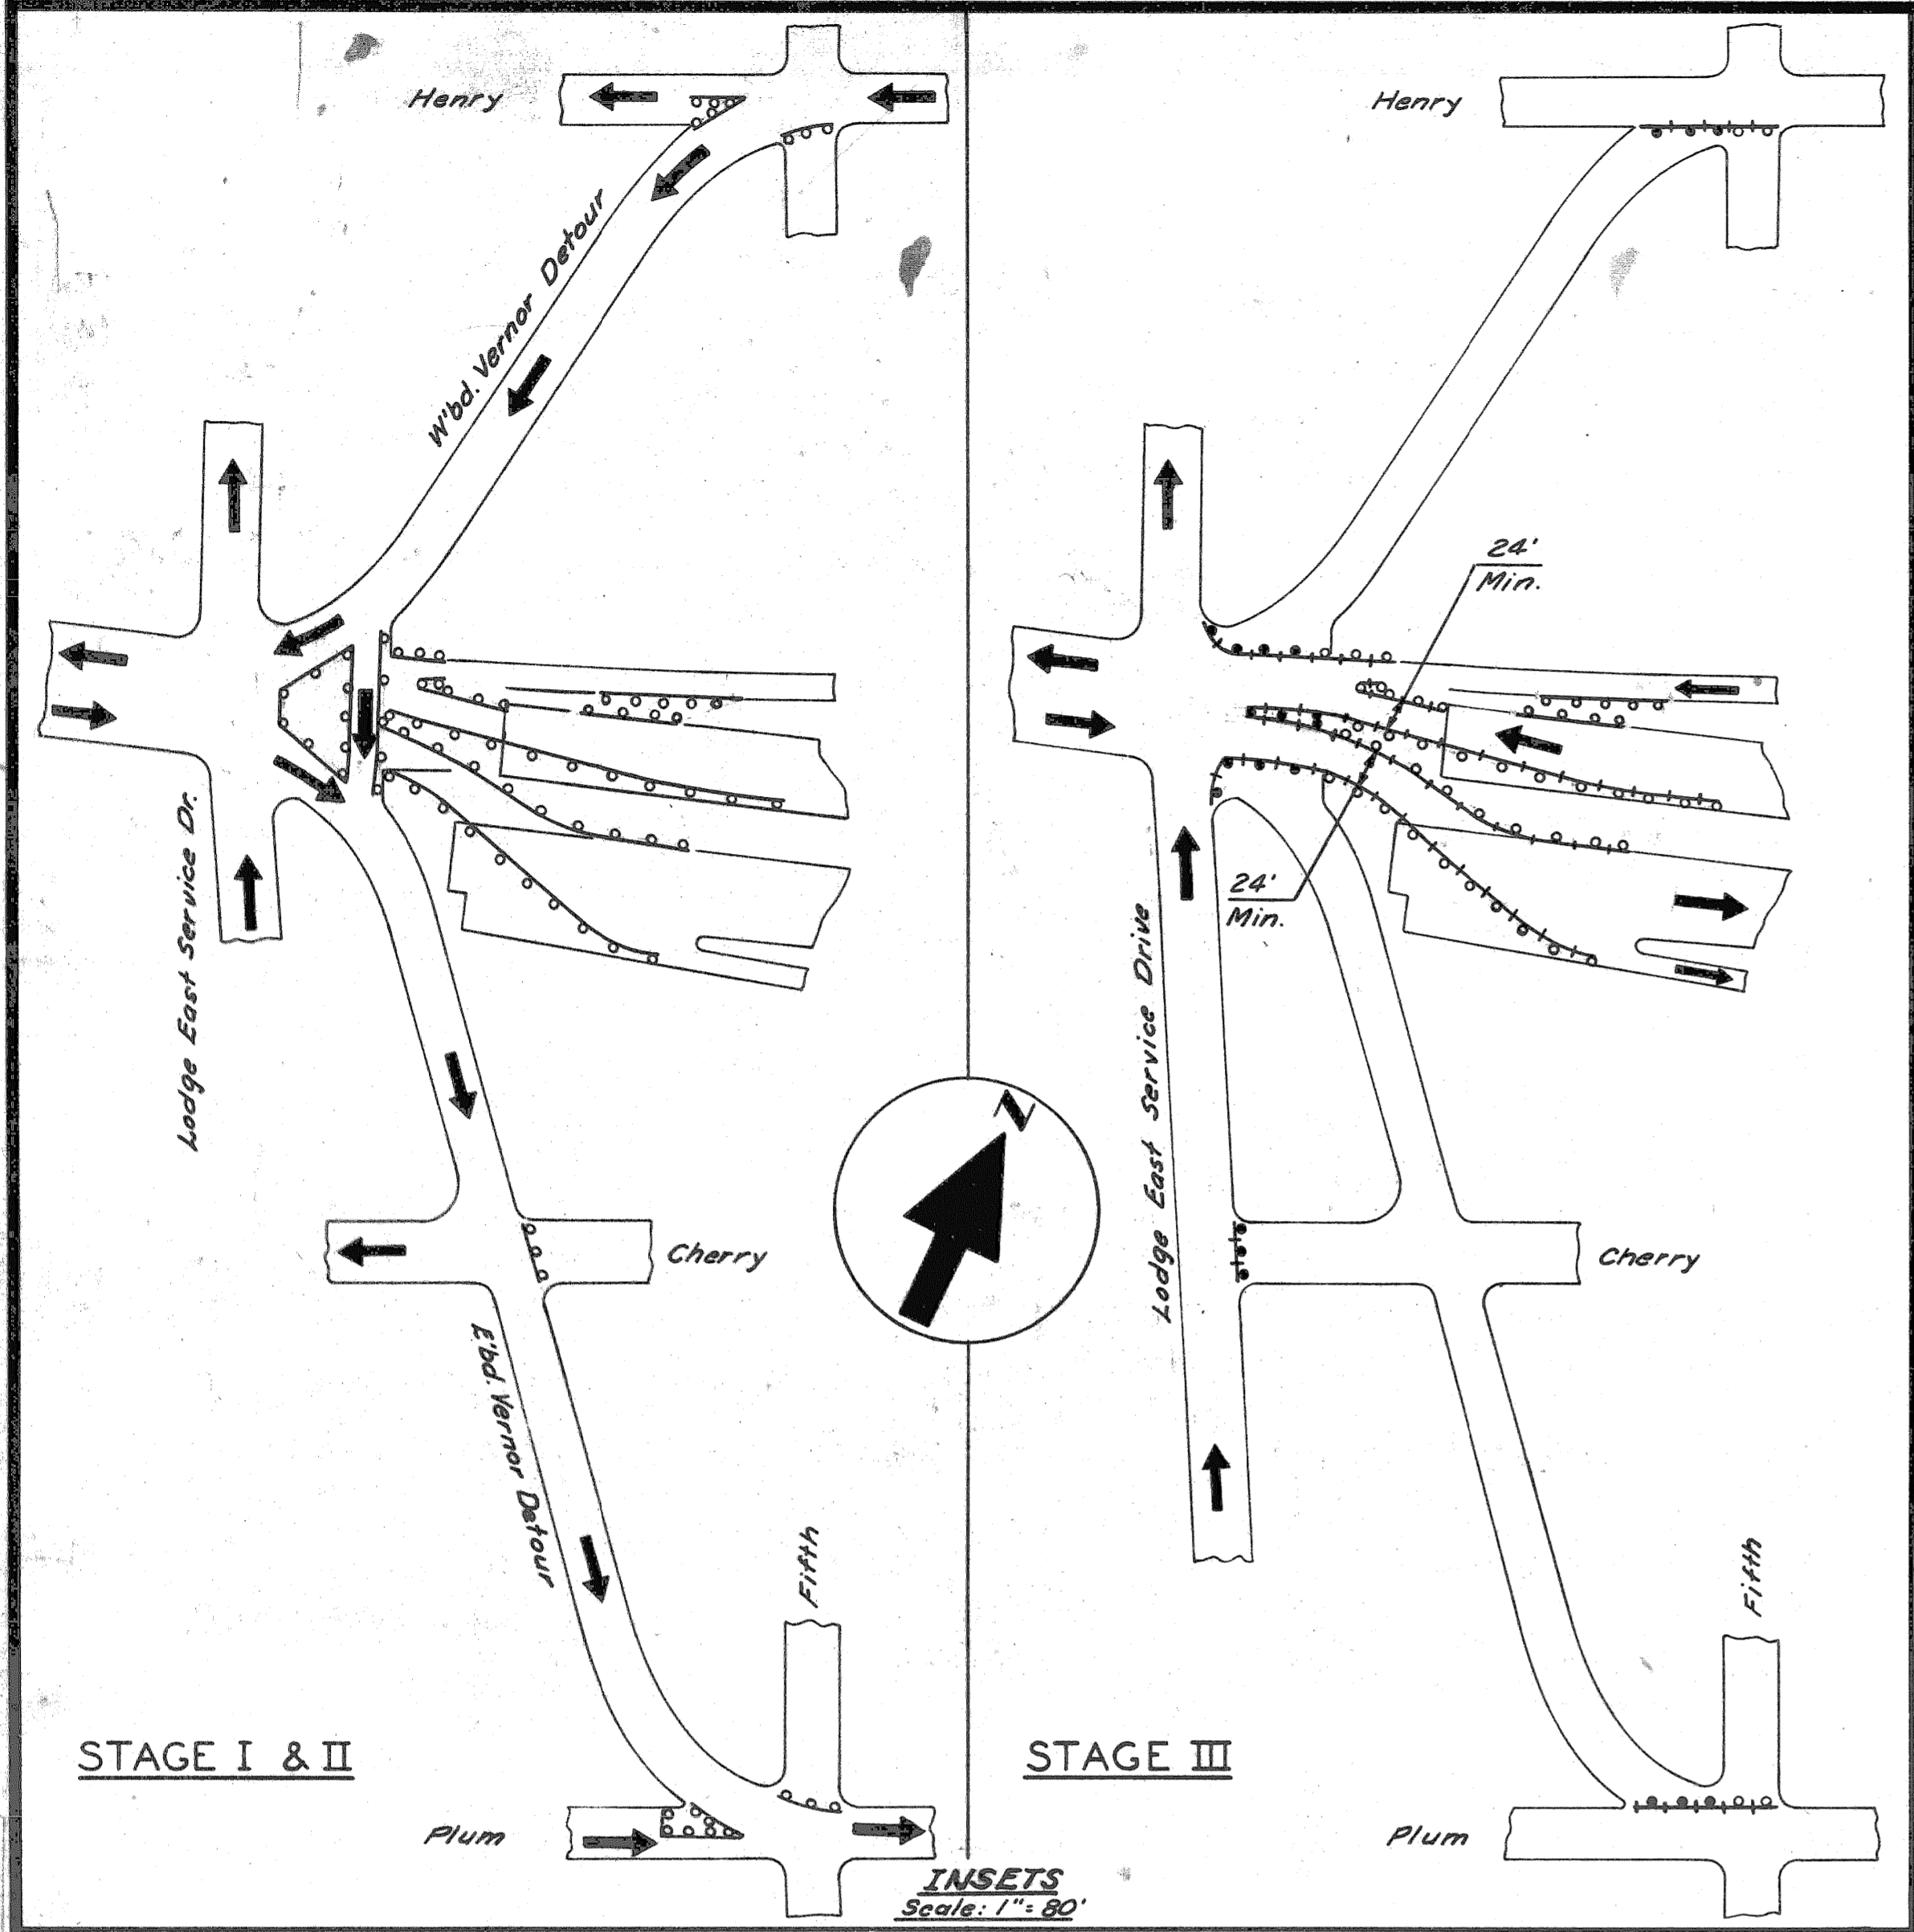 Henry
W'bd. Vernor Detour
Lodge East Service Dr.
Cherry
E'bd. Vernor Detour
Fifth
STAGE I & II
Plum
N
Henry
24'
Min.
24'
Min.
Lodge East Service Drive
Cherry
Fifth
STAGE III
Plum
INSETS
Scale: 1" = 80'